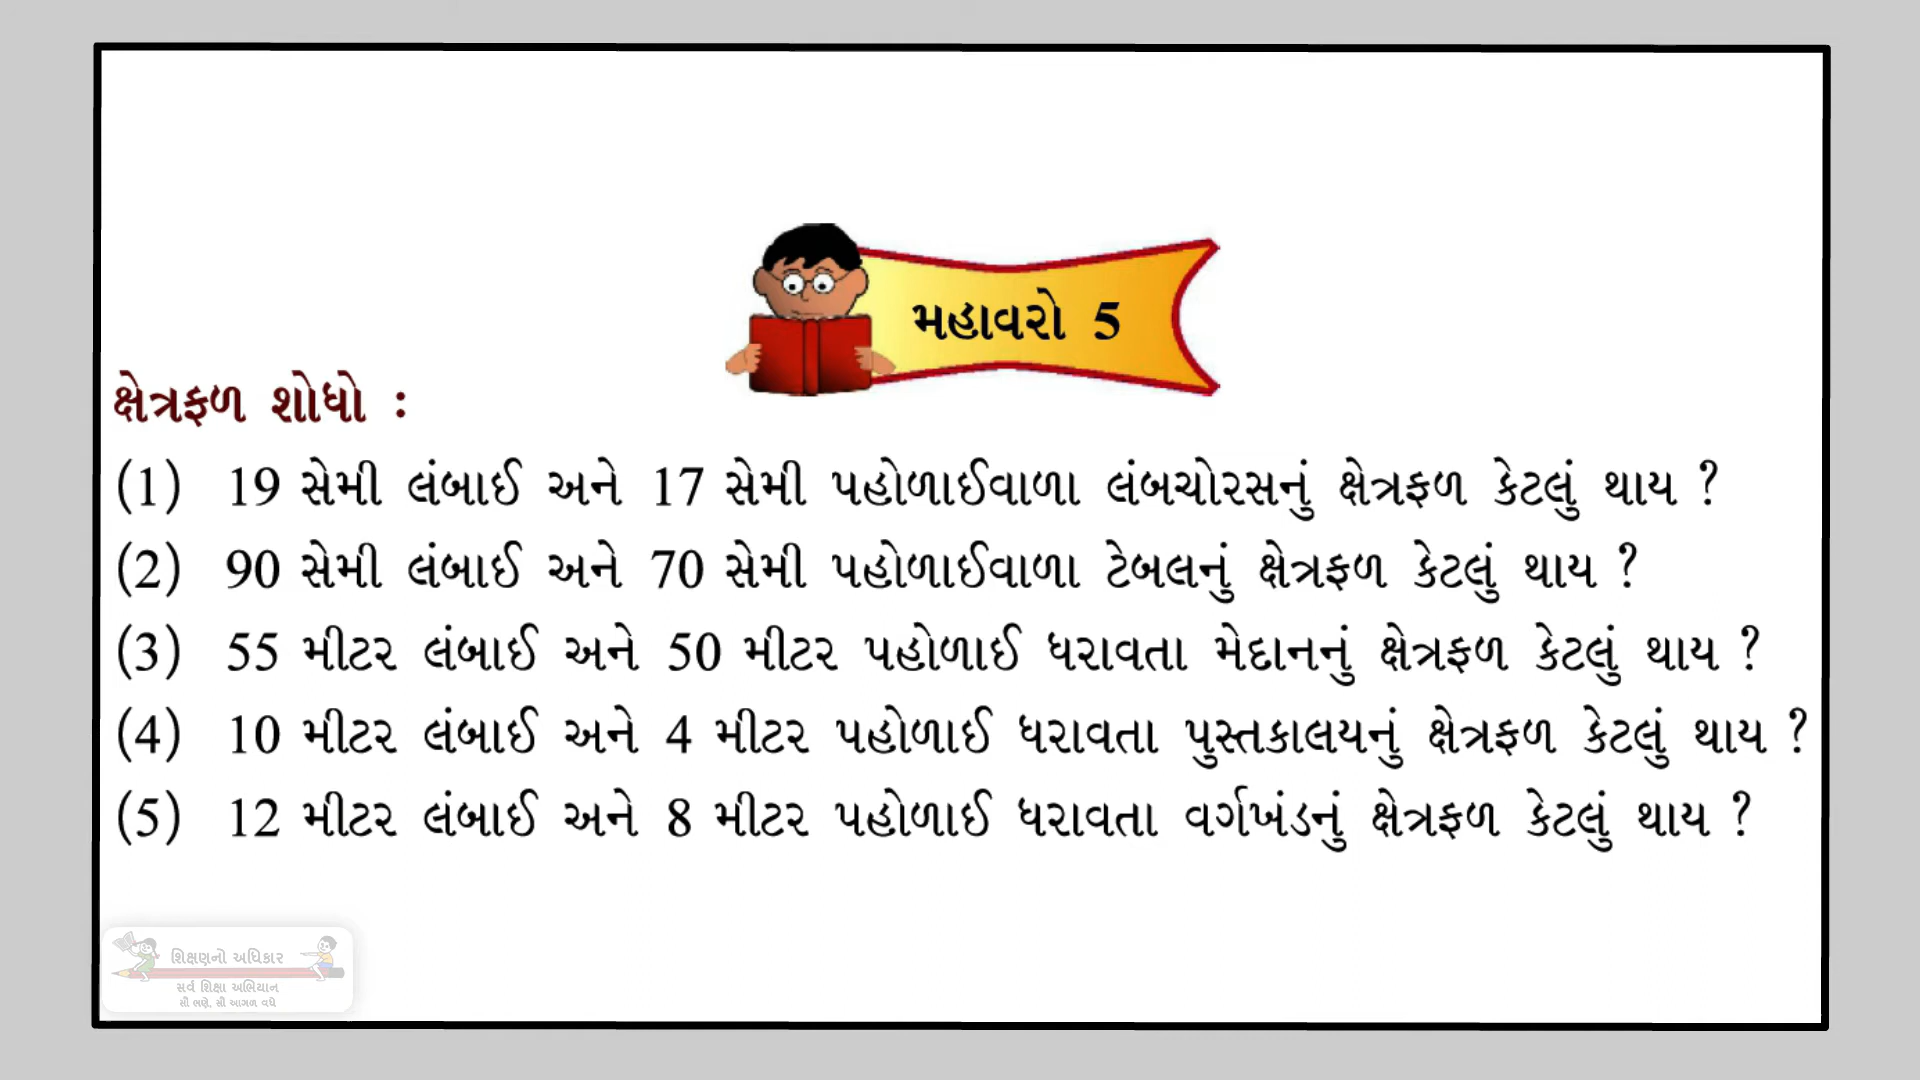 મહાવરો 5
ક્ષેત્રફળ શોધો :
(1) 19 સેમી લંબાઈ અને 17 સેમી પહોળાઈવાળા લંબચોરસનું ક્ષેત્રફળ કેટલું થાય ?
(2) 90 સેમી લંબાઈ અને 70 સેમી પહોળાઈવાળા ટેબલનું ક્ષેત્રફળ કેટલું થાય ?
(3) 55 મીટર લંબાઈ અને 50 મીટર પહોળાઈ ધરાવતા મેદાનનું ક્ષેત્રફળ કેટલું થાય ?
(4) 10 મીટર લંબાઈ અને 4 મીટર પહોળાઈ ધરાવતા પુસ્તકાલયનું ક્ષેત્રફળ કેટલું થાય ?
(5) 12 મીટર લંબાઈ અને 8 મીટર પહોળાઈ ધરાવતા વર્ગખંડનું ક્ષેત્રફળ કેટલું થાય ?
શિક્ષણનો અધિકાર
સર્વ શિક્ષા અભિયાન
સૌ ભણે, સૌ આગળ વધે